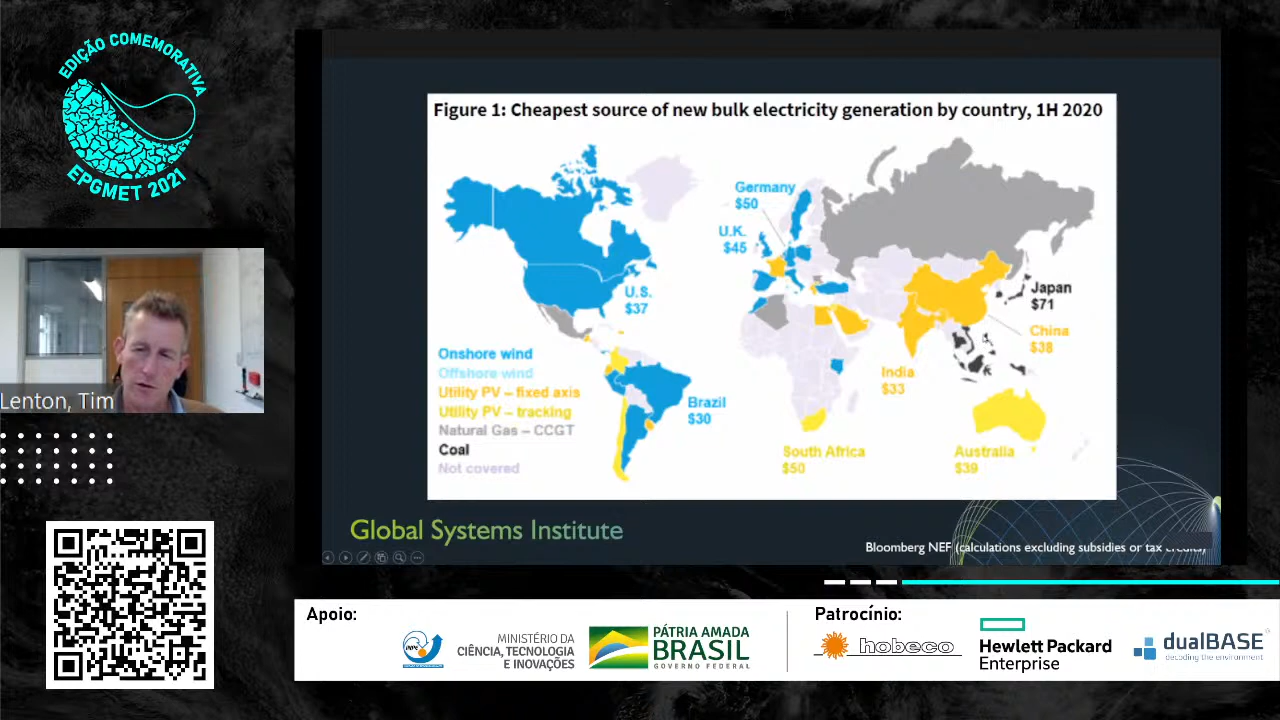 EDIÇÃO COMEMORATIVA
EPGMET 2021
Lenton, Tim
Figure 1: Cheapest source of new bulk electricity generation by country, 1H 2020
Germany
$50
U.K.
$45
U.S.
$37
Japan
$71
China
$38
India
$33
Brazil
$30
South Africa
$50
Australia
$39
Onshore wind
Offshore wind
Utility PV – fixed axis
Utility PV – tracking
Natural Gas – CCGT
Coal
Not covered
Global Systems Institute
Bloomberg NEF (calculations excluding subsidies or tax credits)
Apoio:
INPE
MINISTÉRIO DA
CIÊNCIA, TECNOLOGIA
E INOVAÇÕES
PÁTRIA AMADA
BRASIL
GOVERNO FEDERAL
Patrocínio:
hobeco
Hewlett Packard
Enterprise
dualBASE
decoding the environment